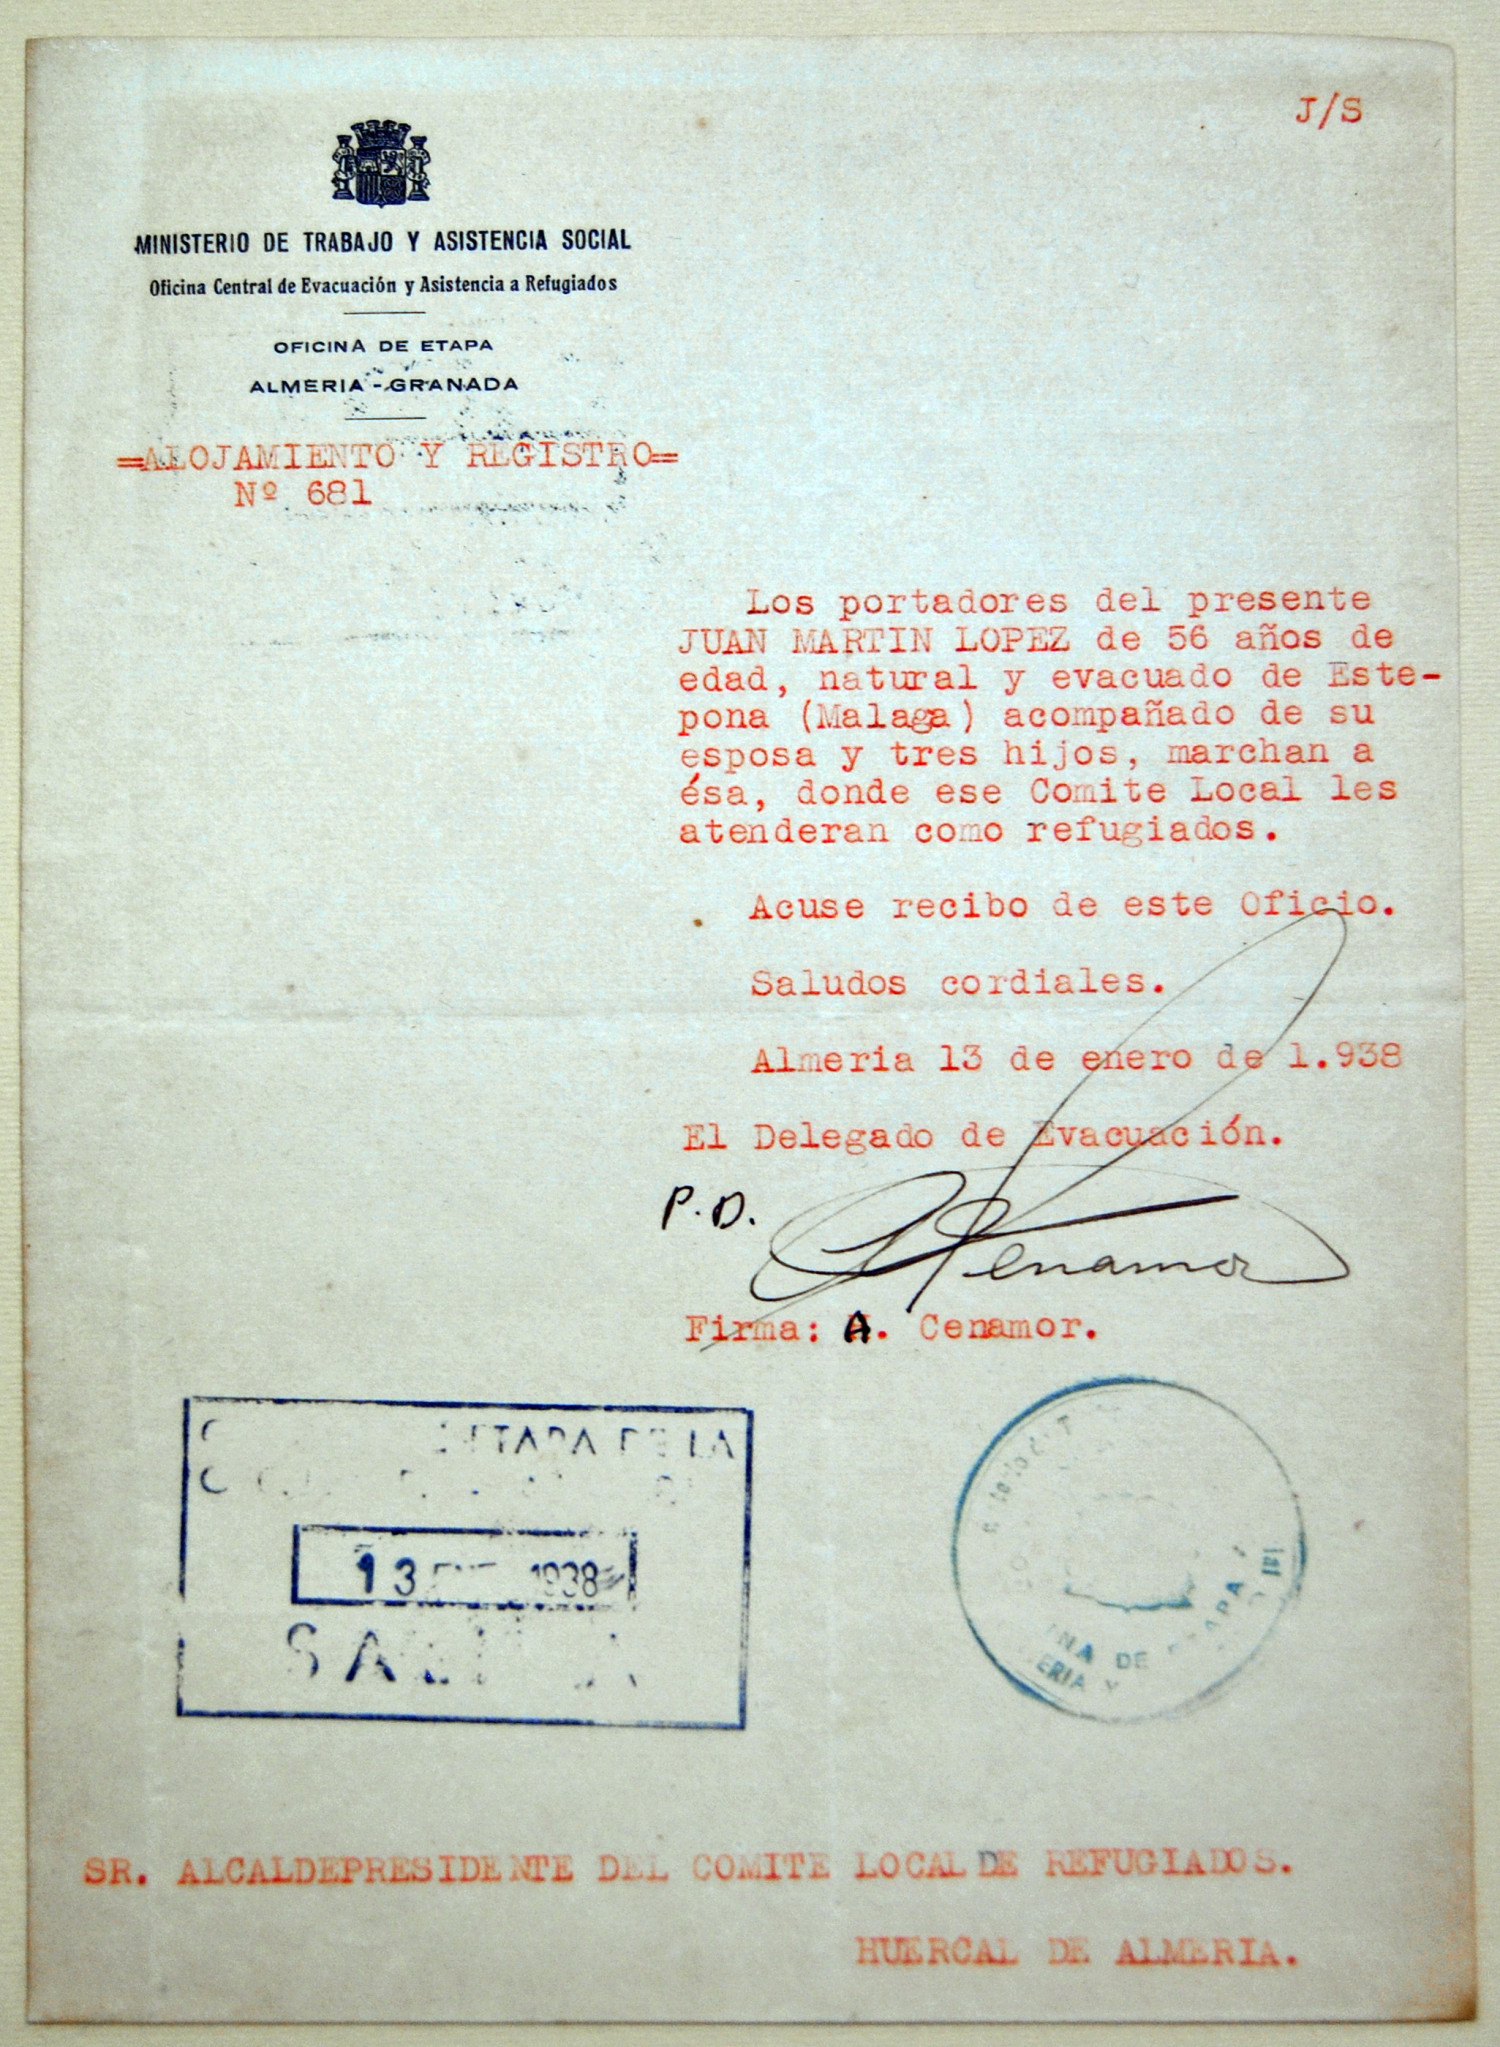 J/S
MINISTERIO DE TRABAJO Y ASISTENCIA SOCIAL
Oficina Central de Evacuación y Asistencia a Refugiados
OFICINA DE ETAPA
ALMERIA - GRANADA
=ALOJAMIENTO Y REGISTRO=
Nº 681
Los portadores del presente
JUAN MARTIN LOPEZ de 56 años de
edad, natural y evacuado de Este-
pona (Malaga) acompañado de su
esposa y tres hijos, marchan a
ésa, donde ese Comite Local les
atenderan como refugiados.
Acuse recibo de este Oficio.
Saludos cordiales.
Almeria 13 de enero de 1.938
El Delegado de Evacuación.
P.D.
Cenamor
Firma: A. Cenamor.
ETAPA DE LA
13 1938
DE
SR. ALCALDEPRESIDENTE DEL COMITE LOCAL DE REFUGIADOS.
HUERCAL DE ALMERIA.